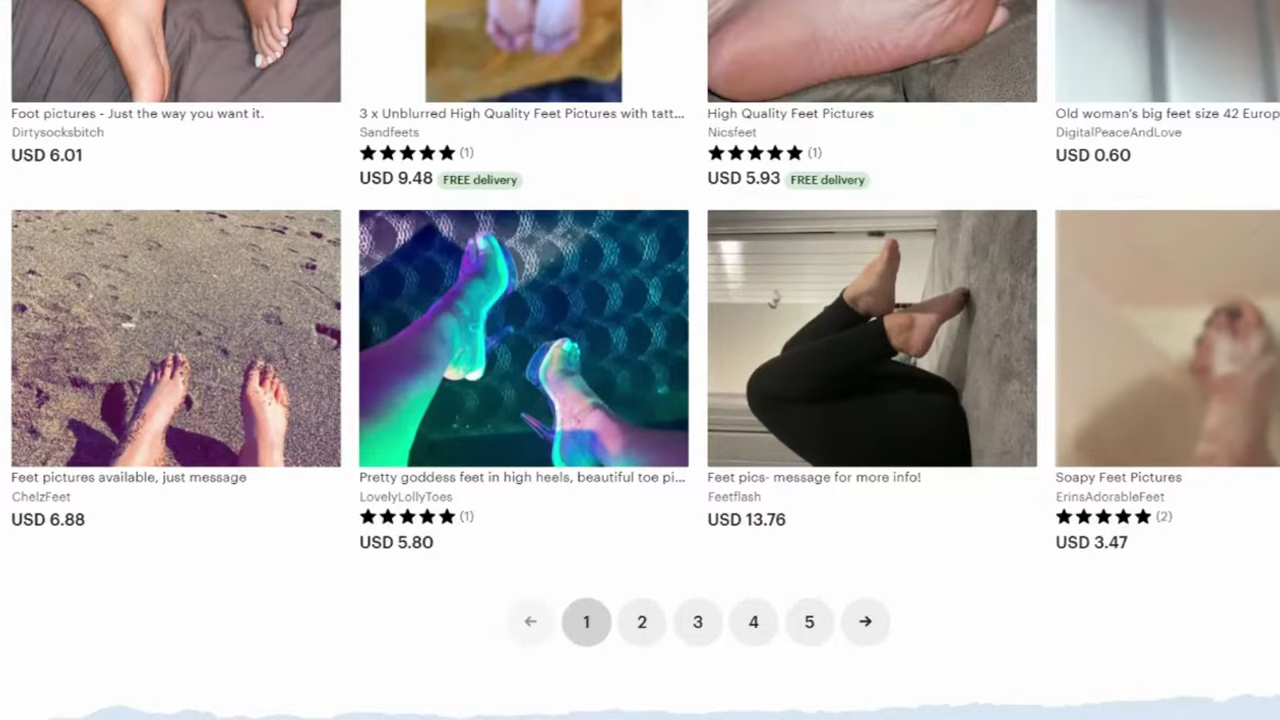 Foot pictures - Just the way you want it.
Dirtysocksbitch
USD 6.01
3 x Unblurred High Quality Feet Pictures with tatt...
Sandfeets
(1)
USD 9.48 FREE delivery
High Quality Feet Pictures
Nicsfeet
(1)
USD 5.93 FREE delivery
Old woman's big feet size 42 Europ
DigitalPeaceAndLove
USD 0.60
Feet pictures available, just message
ChelzFeet
USD 6.88
Pretty goddess feet in high heels, beautiful toe pi...
LovelyLollyToes
(1)
USD 5.80
Feet pics- message for more info!
Feetflash
USD 13.76
Soapy Feet Pictures
ErinsAdorableFeet
(2)
USD 3.47
1 2 3 4 5